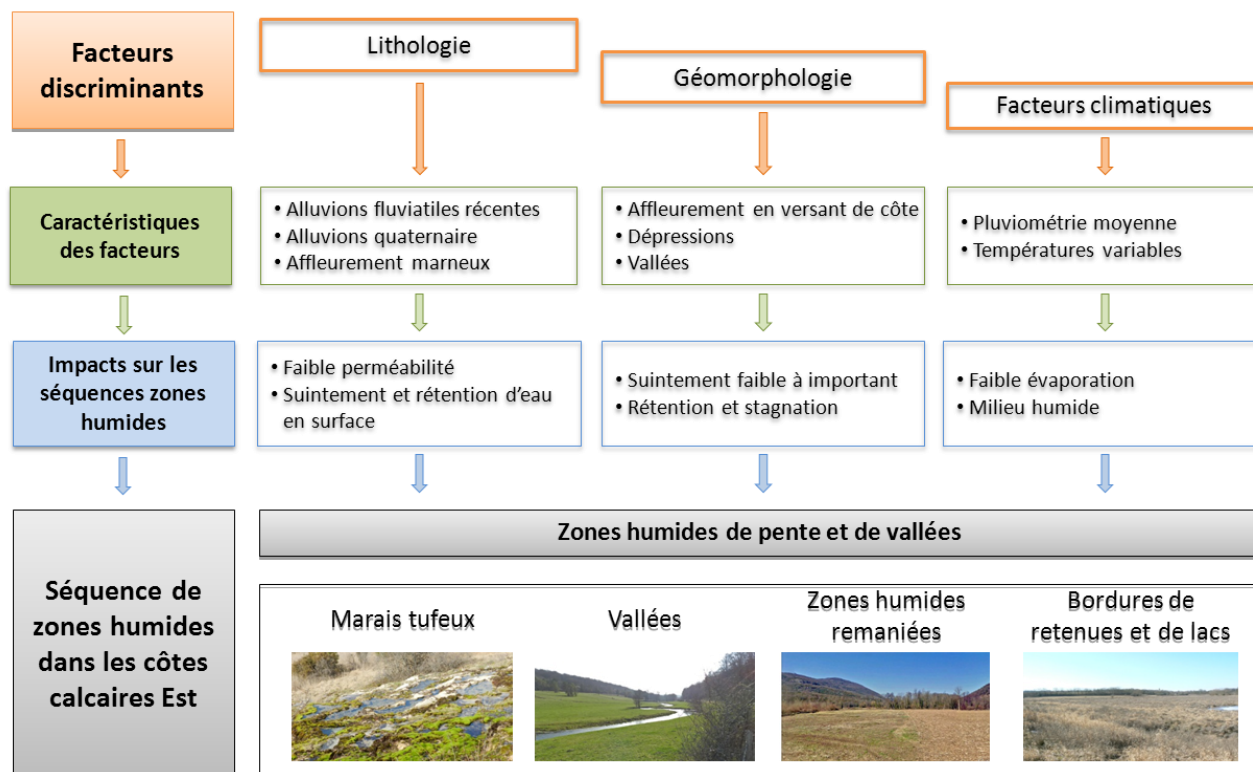 Facteurs
discriminants
Lithologie
Géomorphologie
Facteurs climatiques
Caractéristiques
des facteurs
• Alluvions fluviatiles récentes
• Alluvions quaternaire
• Affleurement marneux
• Affleurement en versant de côte
• Dépressions
• Vallées
• Pluviométrie moyenne
• Températures variables
Impacts sur les
séquences zones
humides
• Faible perméabilité
• Suintement et rétention d'eau
en surface
• Suintement faible à important
• Rétention et stagnation
• Faible évaporation
• Milieu humide
Séquence de
zones humides
dans les côtes
calcaires Est
Zones humides de pente et de vallées
Marais tufeux
Vallées
Zones humides
remaniées
Bordures de
retenues et de lacs